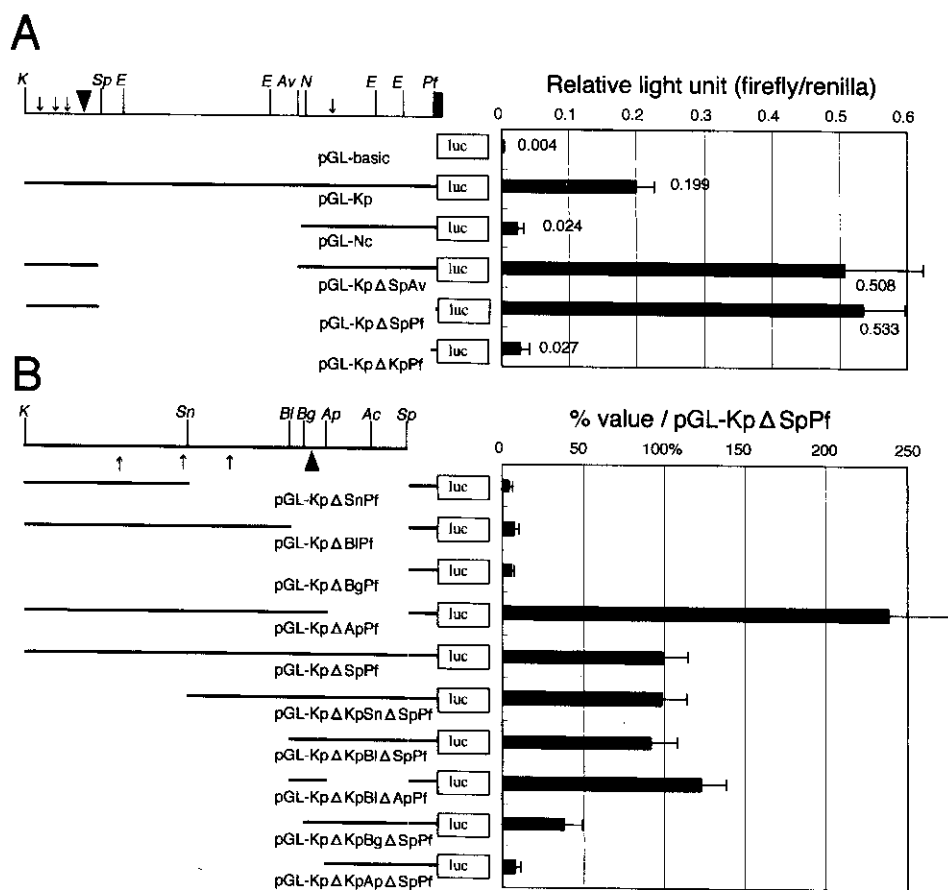 A
K Sp E E Av N E E Pf
Relative light unit (firefly/renilla)
0 0.1 0.2 0.3 0.4 0.5 0.6
pGL-basic luc 0.004
pGL-Kp luc 0.199
pGL-Nc luc 0.024
pGL-KpΔSpAv luc 0.508
pGL-KpΔSpPf luc 0.533
pGL-KpΔKpPf luc 0.027
B
K Sn Bl Bg Ap Ac Sp
% value / pGL-KpΔSpPf
0 50 100% 150 200 250
pGL-KpΔSnPf luc
pGL-KpΔBlPf luc
pGL-KpΔBgPf luc
pGL-KpΔApPf luc
pGL-KpΔSpPf luc
pGL-KpΔKpSnΔSpPf luc
pGL-KpΔKpBlΔSpPf luc
pGL-KpΔKpBlΔApPf luc
pGL-KpΔKpBgΔSpPf luc
pGL-KpΔKpApΔSpPf luc